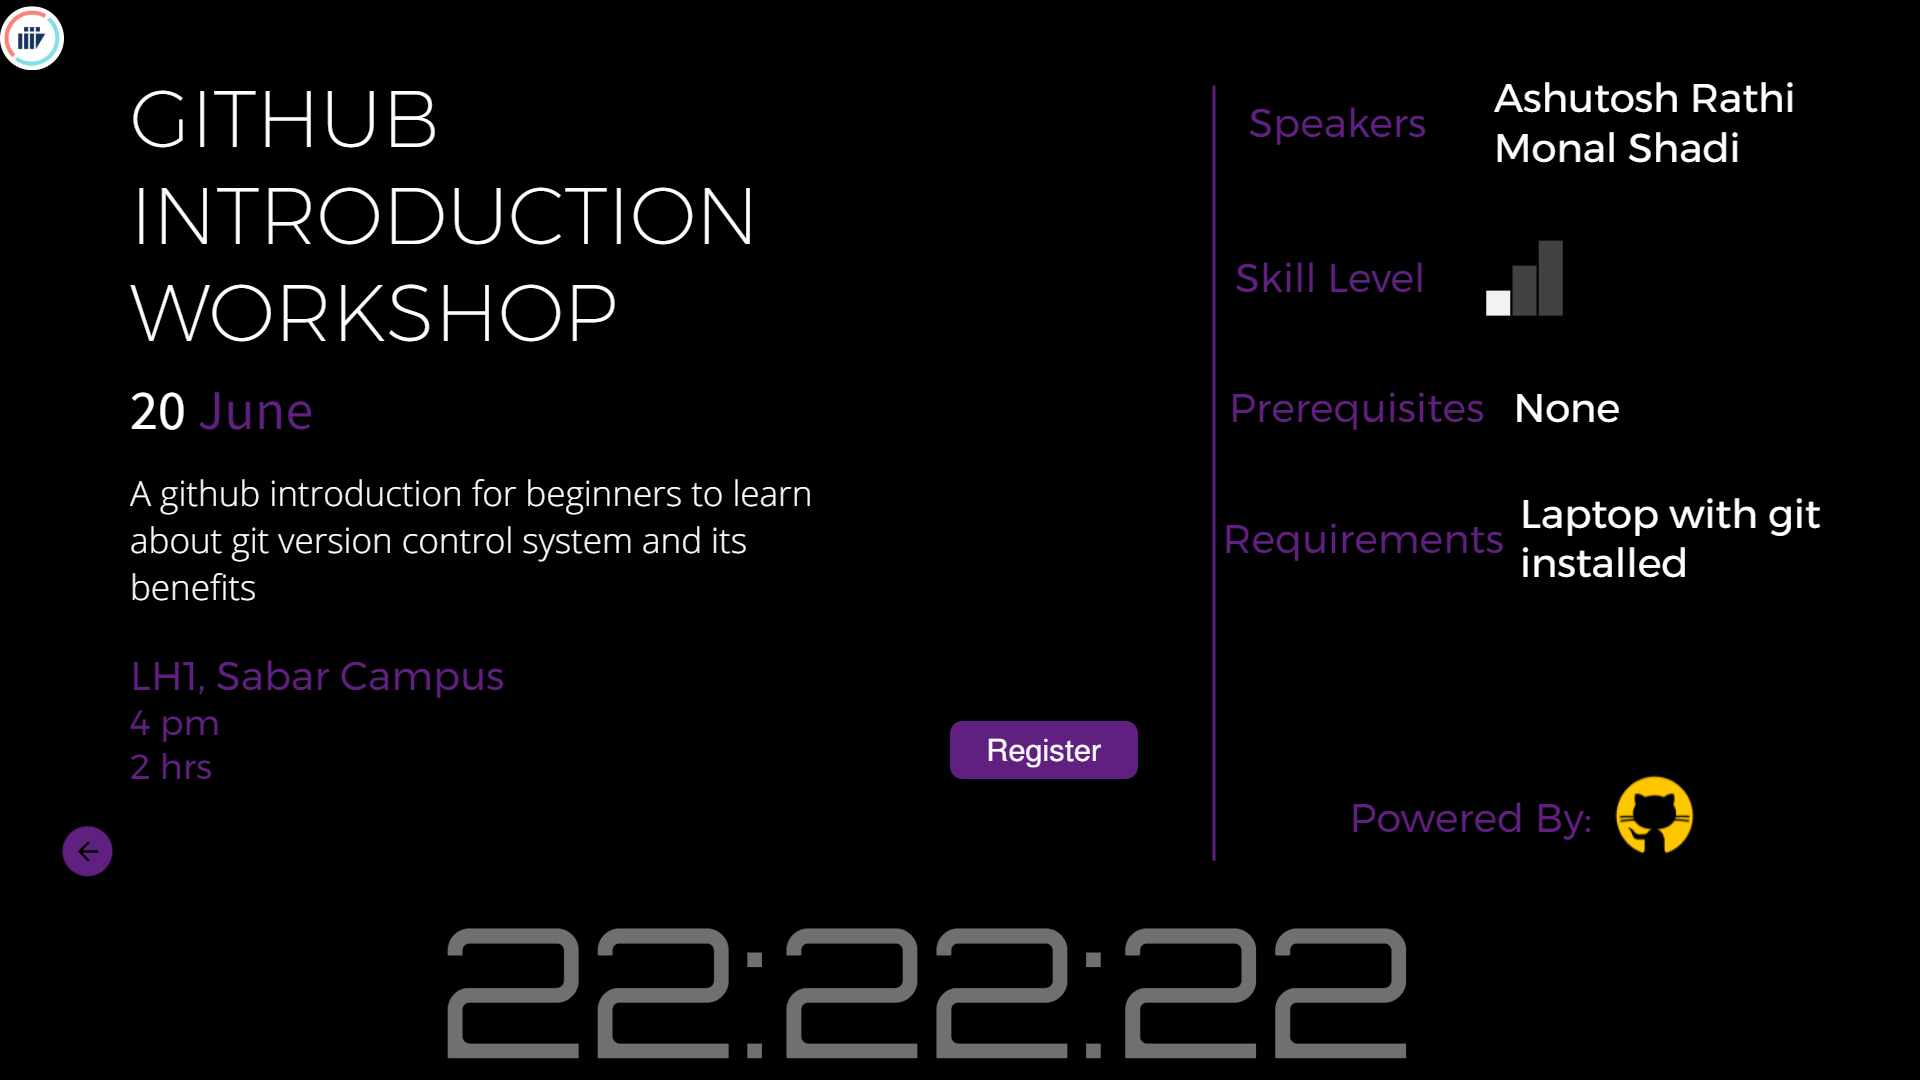 GITHUB
INTRODUCTION
WORKSHOP
20 June
A github introduction for beginners to learn
about git version control system and its
benefits
LH1, Sabar Campus
4 pm
2 hrs
Register
Speakers
Ashutosh Rathi
Monal Shadi
Skill Level
Prerequisites None
Requirements
Laptop with git
installed
Powered By:
22:22:22